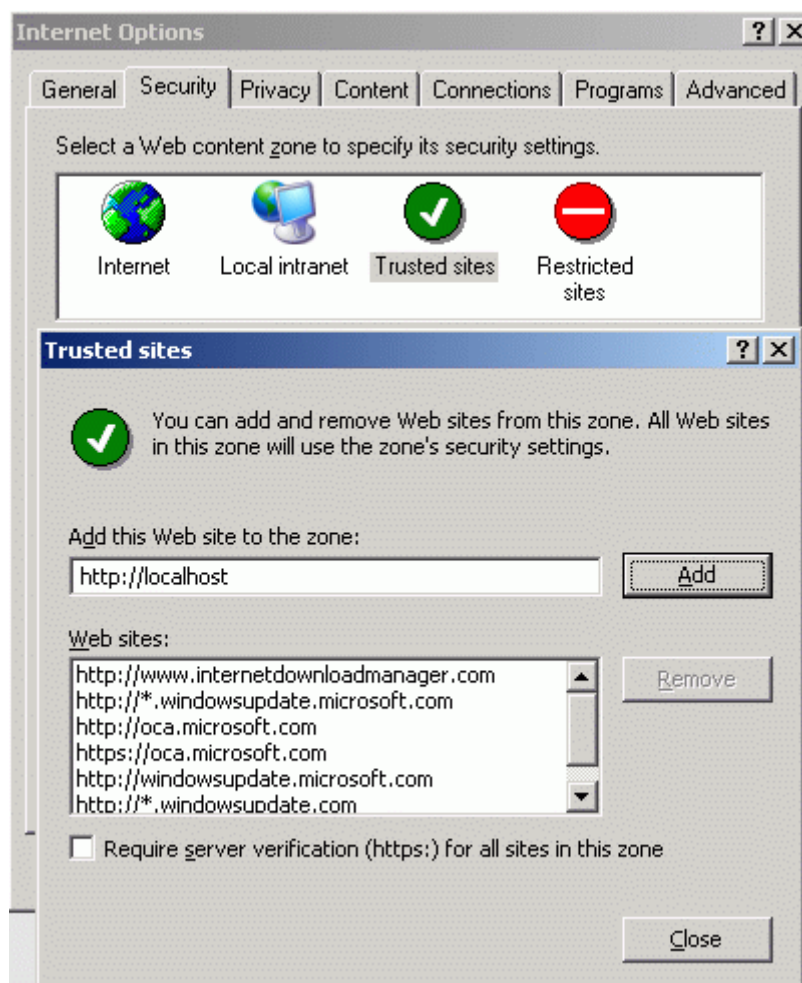 Internet Options
General Security Privacy Content Connections Programs Advanced
Select a Web content zone to specify its security settings.
Internet Local intranet Trusted sites Restricted
sites
Trusted sites
You can add and remove Web sites from this zone. All Web sites
in this zone will use the zone's security settings.
Add this Web site to the zone:
http://localhost Add
Web sites:
http://www.internetdownloadmanager.com
http://*.windowsupdate.microsoft.com
http://oca.microsoft.com
https://oca.microsoft.com
http://windowsupdate.microsoft.com
http://*.windowsupdate.com
Remove
Require server verification (https:) for all sites in this zone
Close